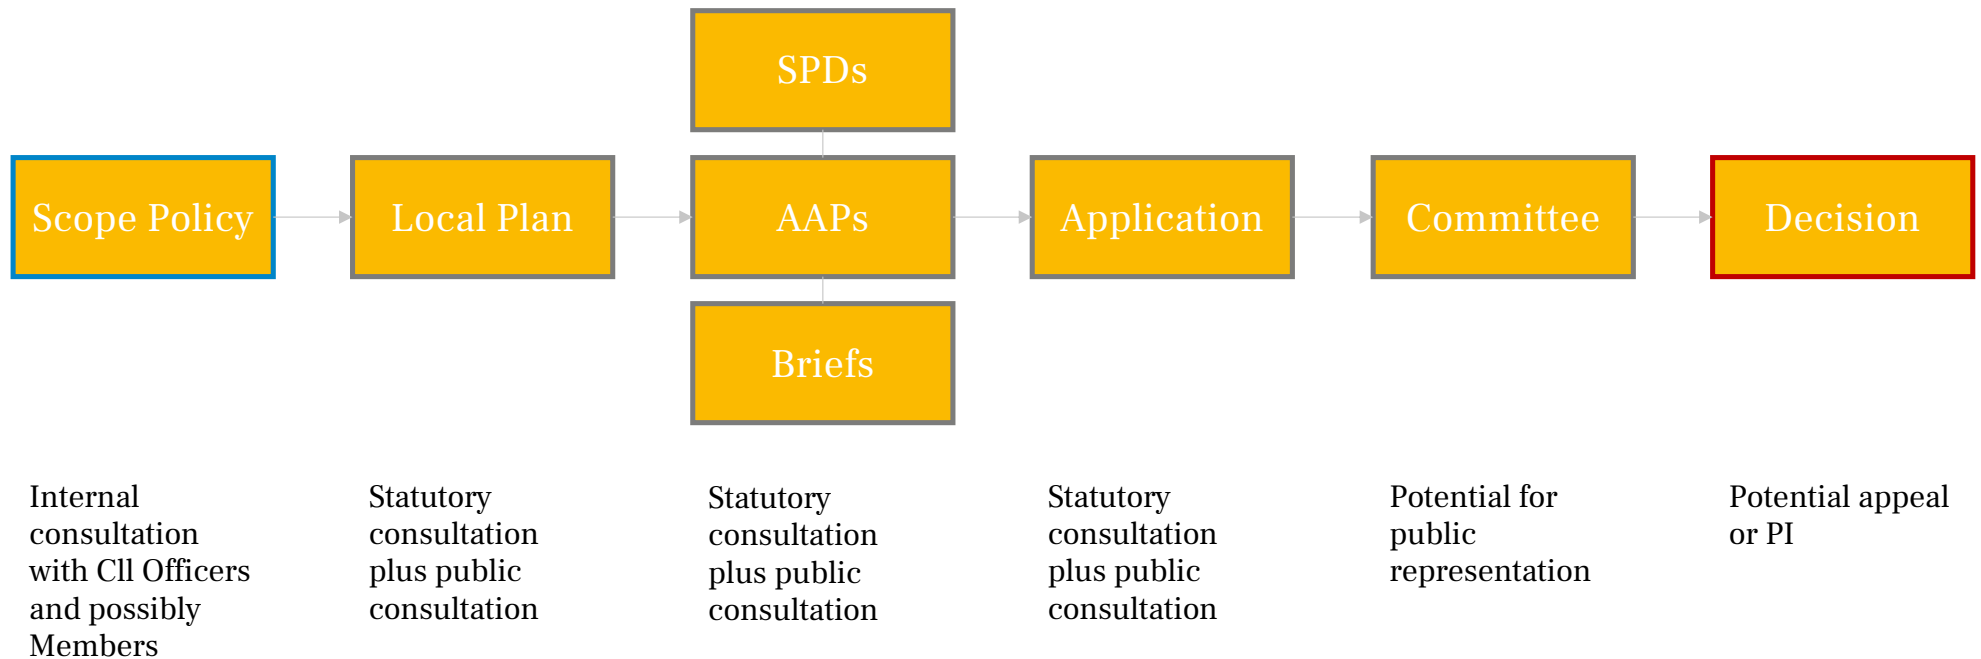 SPDs
Scope Policy
Local Plan
AAPs
Application
Committee
Decision
Briefs
Internal
consultation
with Cll Officers
and possibly
Members
Statutory
consultation
plus public
consultation
Statutory
consultation
plus public
consultation
Statutory
consultation
plus public
consultation
Potential for
public
representation
Potential appeal
or PI